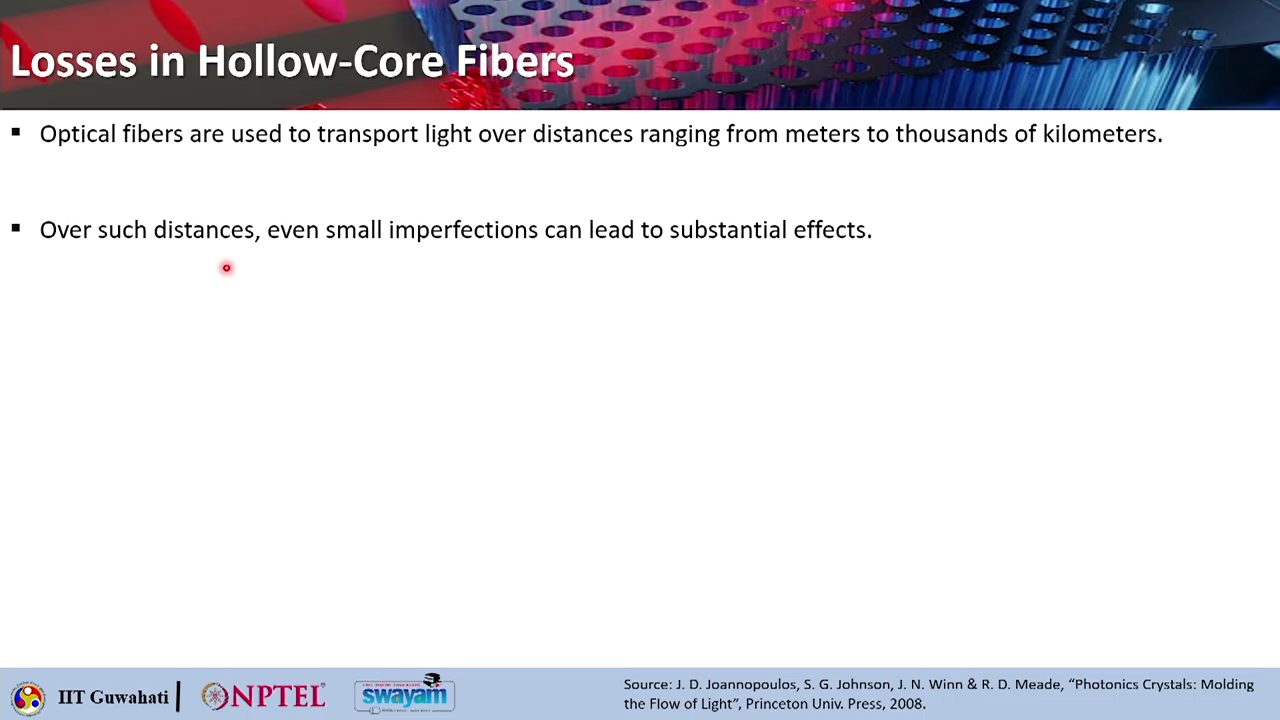 Losses in Hollow-Core Fibers
▪ Optical fibers are used to transport light over distances ranging from meters to thousands of kilometers.
▪ Over such distances, even small imperfections can lead to substantial effects.
IIT Guwahati
NPTEL
swayam
Source: J. D. Joannopoulos, S. G. Johnson, J. N. Winn & R. D. Meade, “Photonics Crystals: Molding
the Flow of Light”, Princeton Univ. Press, 2008.